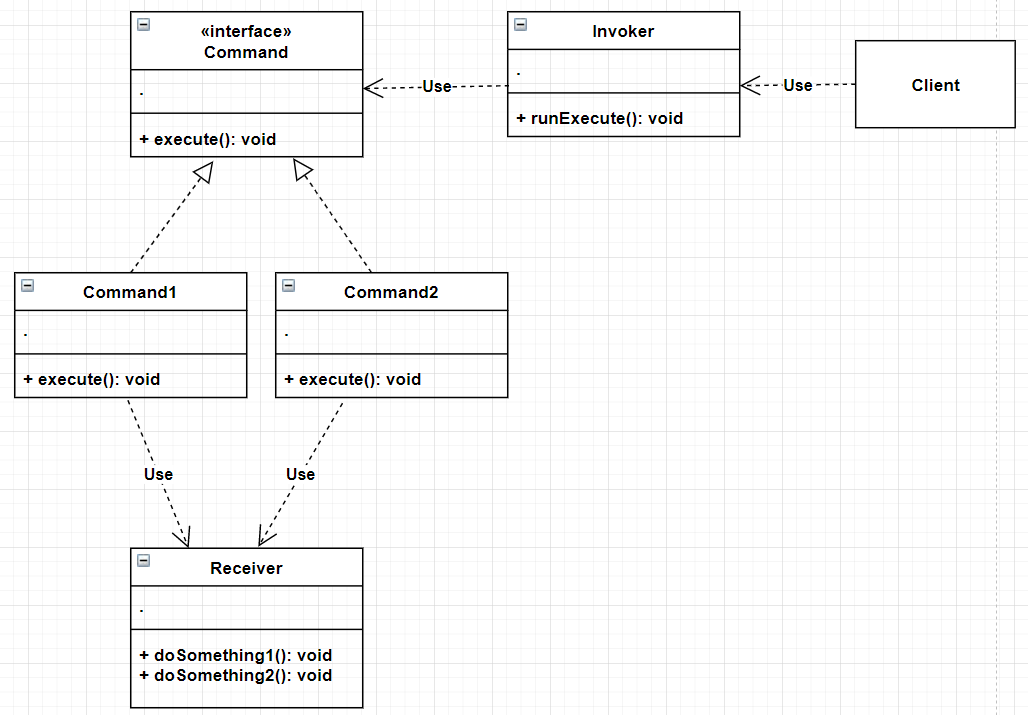 «interface»
Command
.
+ execute(): void
Use
Invoker
.
+ runExecute(): void
Use
Client
Command1
.
+ execute(): void
Command2
.
+ execute(): void
Use
Use
Receiver
.
+ doSomething1(): void
+ doSomething2(): void